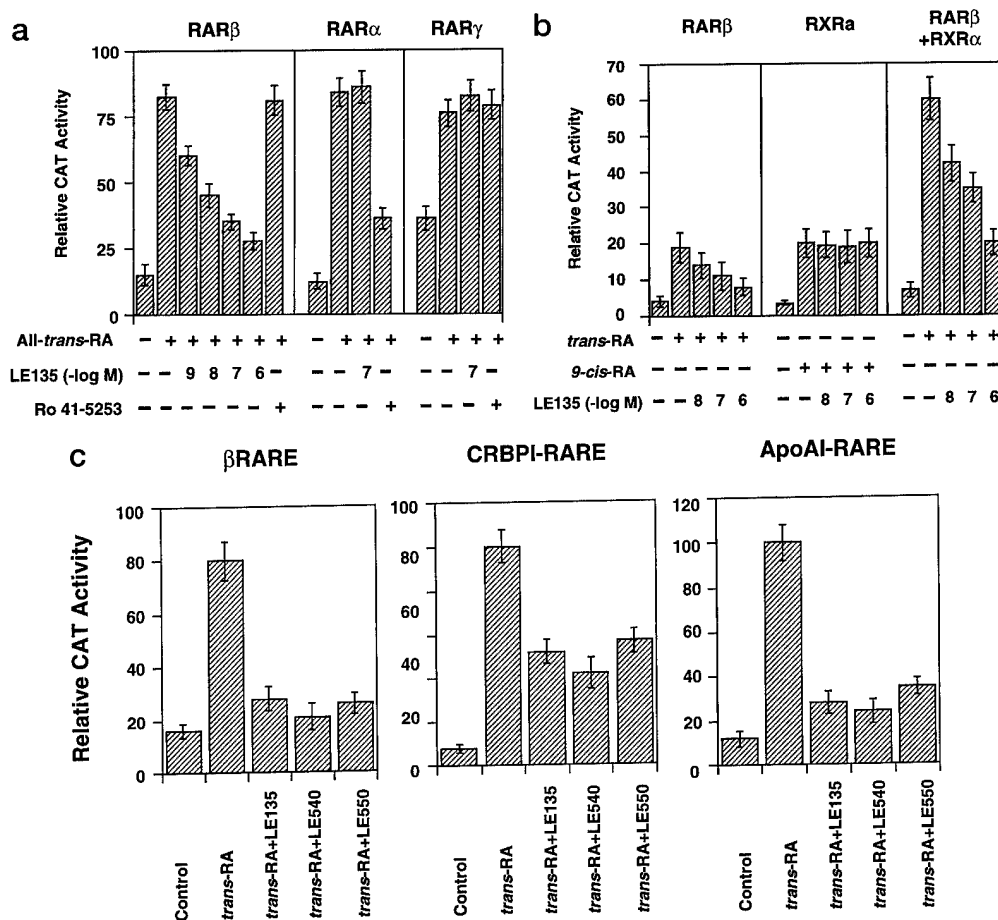 a
RARβ RARα RARγ
Relative CAT Activity
100
75
50
25
0
All-trans-RA − + + + + + + − + + + − + + +
LE135 (-log M) − − 9 8 7 6 − − − 7 − − − 7 −
Ro 41-5253 − − − − − − + − − − + − − − +
b
RARβ RXRa RARβ
+RXRα
Relative CAT Activity
70
60
50
40
30
20
10
0
trans-RA − + + + + − − − − − − + + + +
9-cis-RA − − − − − − + + + + − − − − −
LE135 (-log M) − − 8 7 6 − − 8 7 6 − − 8 7 6
c
βRARE CRBPI-RARE ApoAI-RARE
Relative CAT Activity
100
80
60
40
20
0
Control
trans-RA
trans-RA+LE135
trans-RA+LE540
trans-RA+LE550
100
80
60
40
20
0
Control
trans-RA
trans-RA+LE135
trans-RA+LE540
trans-RA+LE550
120
100
80
60
40
20
0
Control
trans-RA
trans-RA+LE135
trans-RA+LE540
trans-RA+LE550